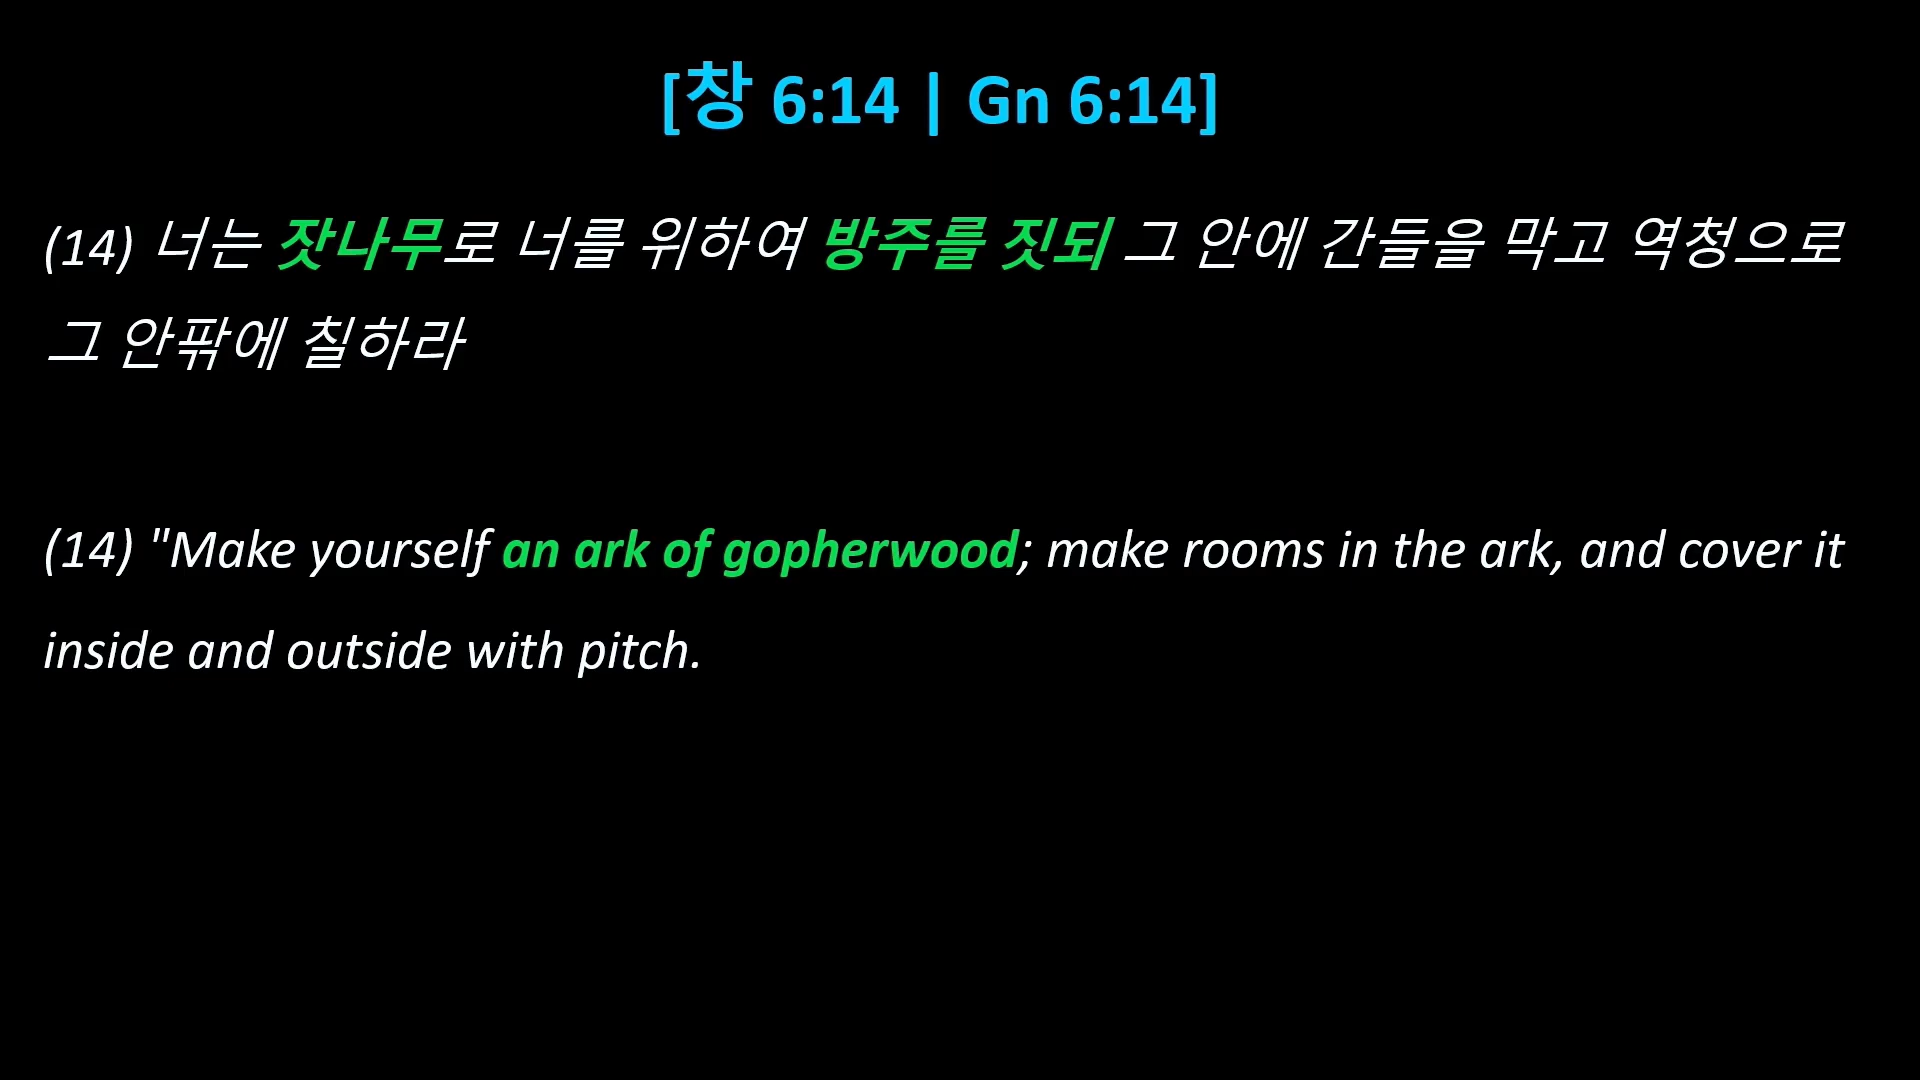 [창 6:14 | Gn 6:14]
(14) 너는 잣나무로 너를 위하여 방주를 짓되 그 안에 간들을 막고 역청으로
그 안팎에 칠하라
(14) "Make yourself an ark of gopherwood; make rooms in the ark, and cover it
inside and outside with pitch.